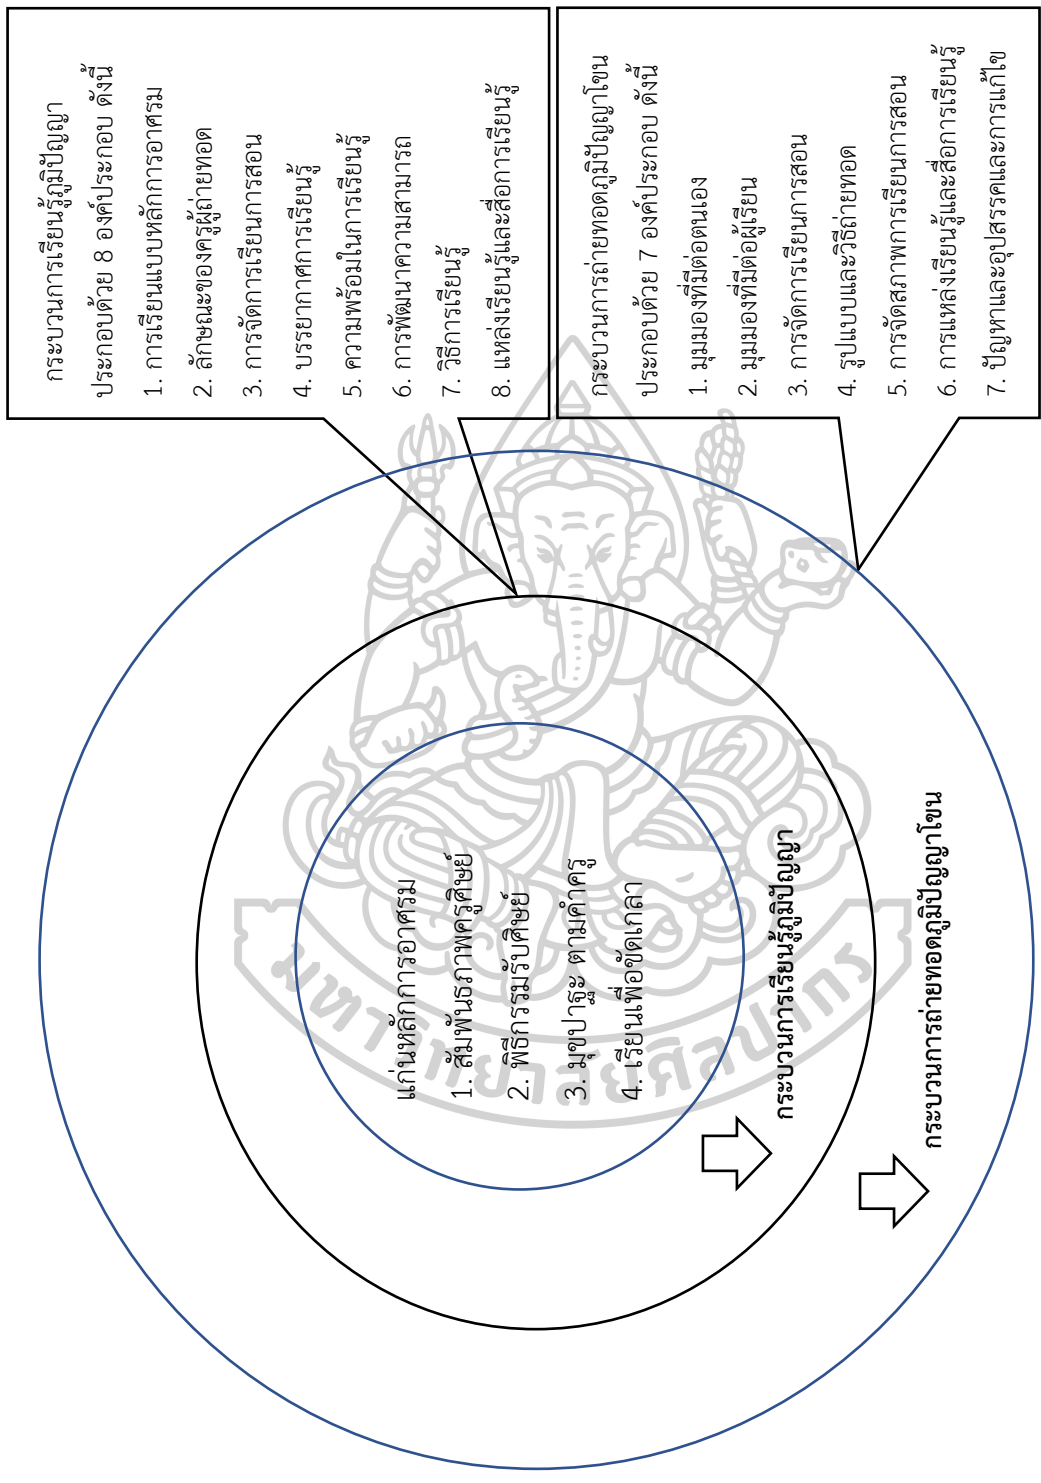 กระบวนการเรียนรู้ภูมิปัญญา
ประกอบด้วย 8 องค์ประกอบ ดังนี้
1. การเรียนแบบหลักการอาศรม
2. ลักษณะของครูผู้ถ่ายทอด
3. การจัดการเรียนการสอน
4. บรรยากาศการเรียนรู้
5. ความพร้อมในการเรียนรู้
6. การพัฒนาความสามารถ
7. วิธีการเรียนรู้
8. แหล่งเรียนรู้และสื่อการเรียนรู้
กระบวนการถ่ายทอดภูมิปัญญาโขน
ประกอบด้วย 7 องค์ประกอบ ดังนี้
1. มุมมองที่มีต่อตนเอง
2. มุมมองที่มีต่อผู้เรียน
3. การจัดการเรียนการสอน
4. รูปแบบและวิธีถ่ายทอด
5. การจัดสภาพการเรียนการสอน
6. การแหล่งเรียนรู้และสื่อการเรียนรู้
7. ปัญหาและอุปสรรคและการแก้ไข
แก่นหลักการอาศรม
1. สัมพันธภาพครูศิษย์
2. พิธีกรรมรับศิษย์
3. มุขปาฐะ ตามคำครู
4. เรียนเพื่อขัดเกลา
กระบวนการเรียนรู้ภูมิปัญญา
กระบวนการถ่ายทอดภูมิปัญญาโขน
มหาวิทยาลัยศิลปากร